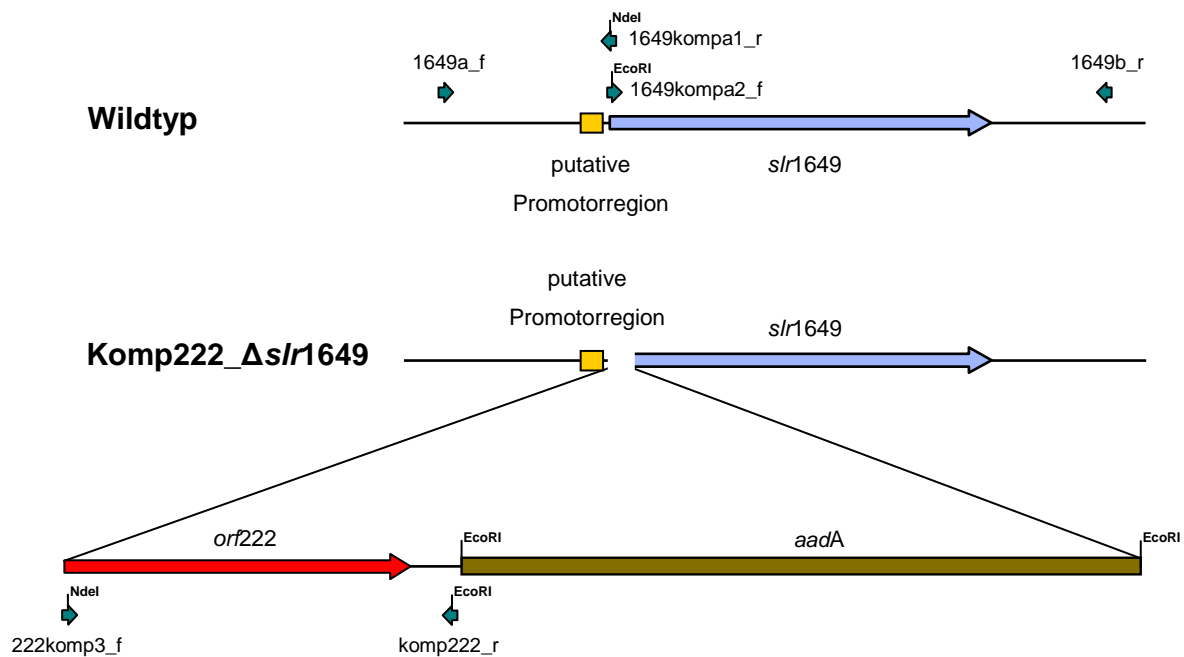 NdeI
1649kompa1_r
1649a_f
EcoRI
1649kompa2_f
1649b_r
Wildtyp
putative
Promotorregion
slr1649
putative
Promotorregion
slr1649
Komp222_Δslr1649
orf222
EcoRI
aadA
EcoRI
NdeI
EcoRI
222komp3_f
komp222_r